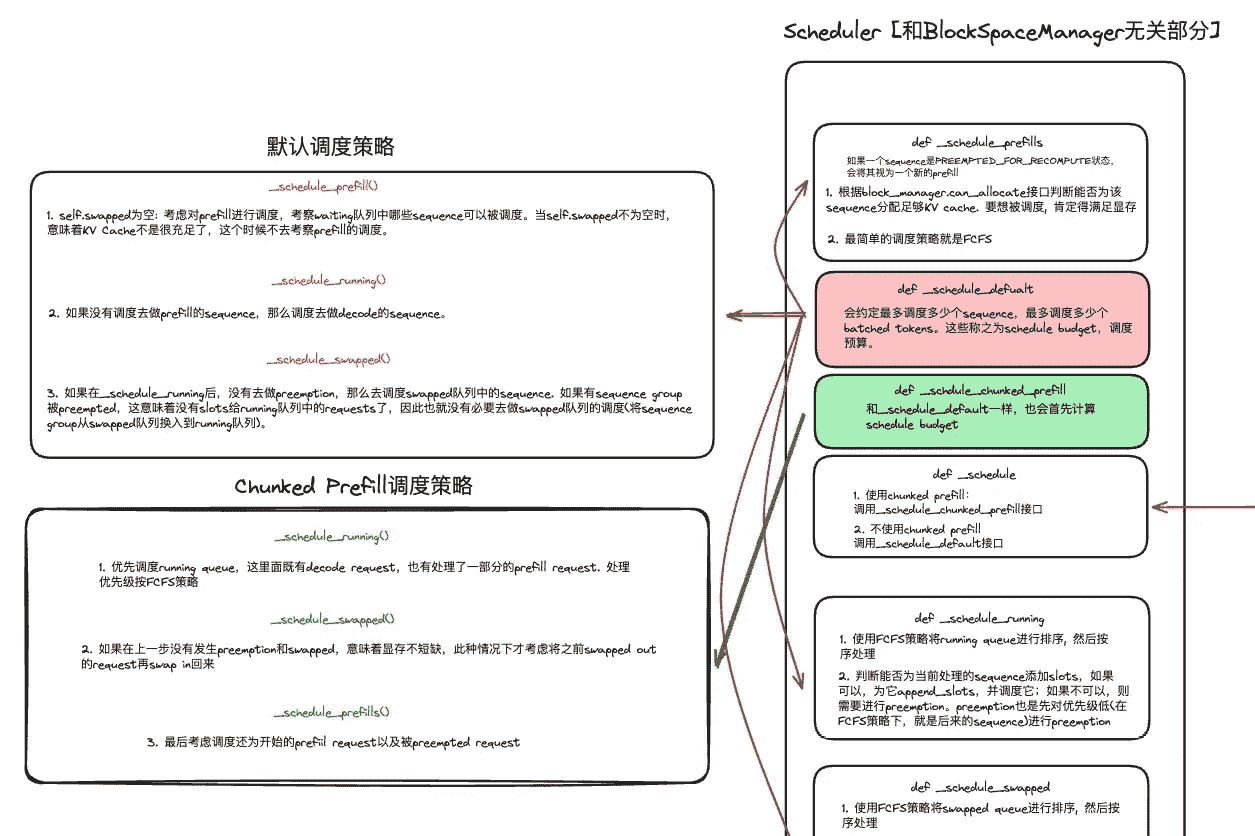 Scheduler [和BlockSpaceManager无关部分]
默认调度策略
_schedule_prefill()
1. self.swapped为空: 考虑对prefill进行调度，考察waiting队列中哪些sequence可以被调度。当self.swapped不为空时，
意味着KV Cache不是很充足了，这个时候不去考察prefill的调度。
_schedule_running()
2. 如果没有调度去做prefill的sequence，那么调度去做decode的sequence。
_schedule_swapped()
3. 如果在_schedule_running后，没有去做preemption，那么去调度swapped队列中的sequence. 如果有sequence group
被preempted，这意味着没有slots给running队列中的requests了，因此也就没有必要去做swapped队列的调度(将sequence
group从swapped队列换入到running队列)。
Chunked Prefill调度策略
_schedule_running()
1. 优先调度running queue，这里面既有decode request，也有处理了一部分的prefill request. 处理
优先级按FCFS策略
_schedule_swapped()
2. 如果在上一步没有发生preemption和swapped，意味着显存不短缺，此种情况下才考虑将之前swapped out
的request再swap in回来
_schedule_prefills()
3. 最后考虑调度还为开始的prefil request以及被preempted request
def _schedule_prefills
如果一个sequence是PREEMPTED_FOR_RECOMPUTE状态，
会将其视为一个新的prefill
1. 根据block_manager.can_allocate接口判断能否为该
sequence分配足够KV cache. 要想被调度, 肯定得满足显存
2. 最简单的调度策略就是FCFS
def _schedule_defualt
会约定最多调度多少个sequence，最多调度多少个
batched tokens。这些称之为schedule budget，调度
预算。
def _schdule_chunked_prefill
和_schedule_default一样，也会首先计算
schedule budget
def _schedule
1. 使用chunked prefill:
调用_schedule_chunked_prefill接口
2. 不使用chunked prefill
调用_schedule_default接口
def _schedule_running
1. 使用FCFS策略将running queue进行排序, 然后按
序处理
2. 判断能否为当前处理的sequence添加slots，如果
可以，为它append_slots，并调度它；如果不可以，则
需要进行preemption。preemption也是先对优先级低(在
FCFS策略下，就是后来的sequence)进行preemption
def _schedule_swapped
1. 使用FCFS策略将swapped queue进行排序, 然后按
序处理